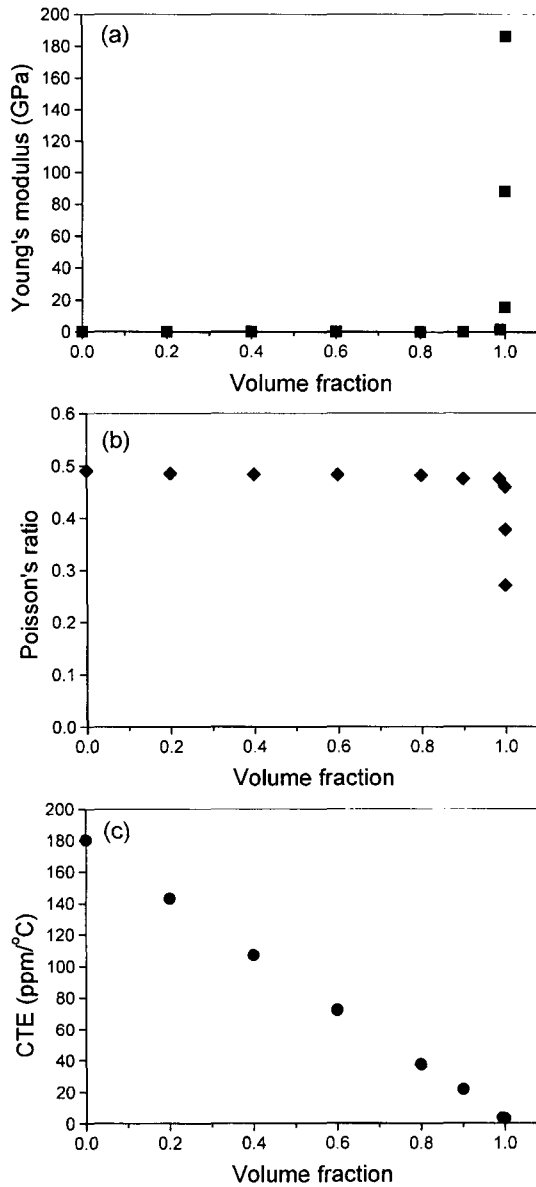 (a)
Young's modulus (GPa)
200
180
160
140
120
100
80
60
40
20
0
0.0 0.2 0.4 0.6 0.8 1.0
Volume fraction
(b)
Poisson's ratio
0.6
0.5
0.4
0.3
0.2
0.1
0.0
0.0 0.2 0.4 0.6 0.8 1.0
Volume fraction
(c)
CTE (ppm/°C)
200
180
160
140
120
100
80
60
40
20
0
0.0 0.2 0.4 0.6 0.8 1.0
Volume fraction